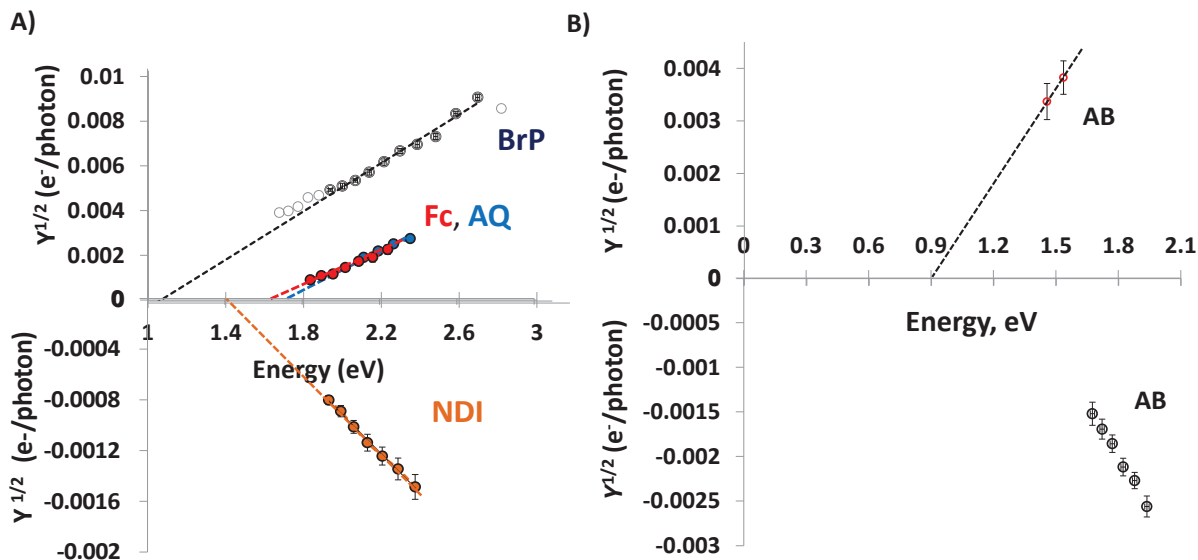 A)
Y1/2 (e-/photon)
0.01
0.008
0.006
0.004
0.002
0
BrP
Fc, AQ
1
1.4
1.8
2.2
2.6
3
Energy (eV)
Y 1/2 (e-/photon)
-0.0004
-0.0008
-0.0012
-0.0016
-0.002
NDI
B)
Y1/2 (e-/photon)
0.004
0.003
0.002
0.001
0
AB
0
0.3
0.6
0.9
1.2
1.5
1.8
2.1
Energy, eV
Y1/2 (e-/photon)
-0.0005
-0.001
-0.0015
-0.002
-0.0025
-0.003
AB